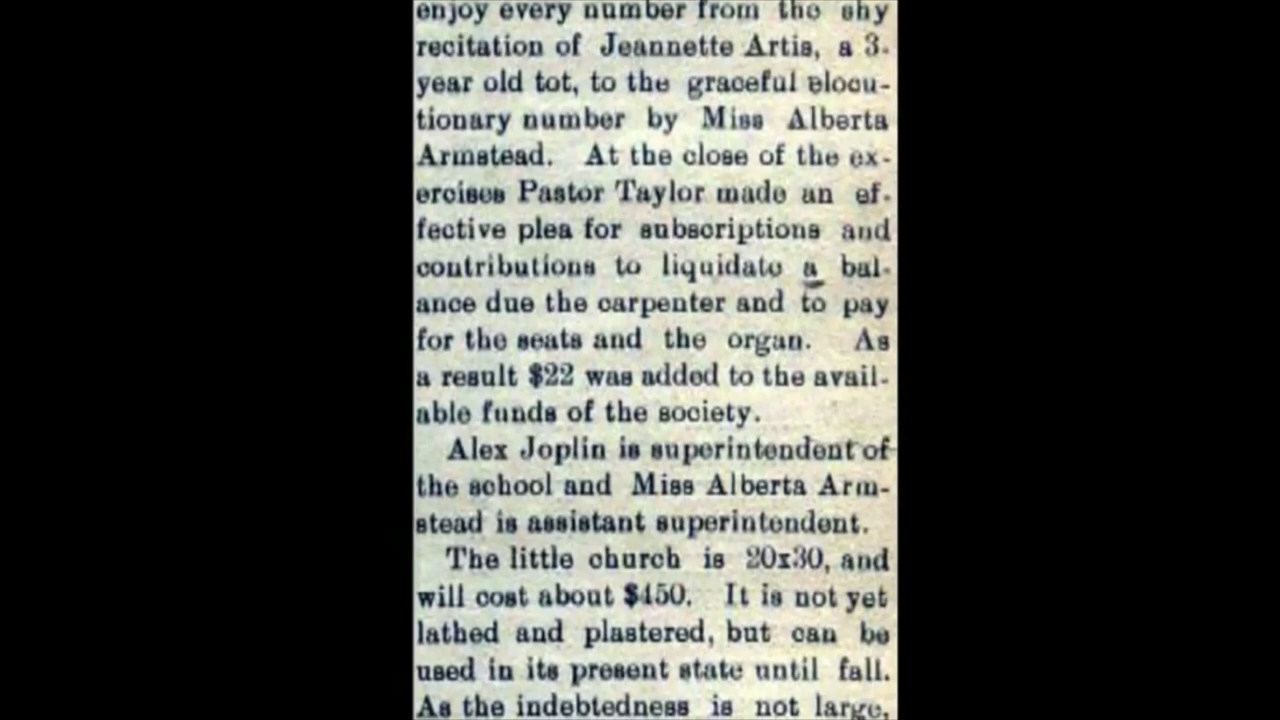 enjoy every number from the shy
recitation of Jeannette Artis, a 3-
year old tot, to the graceful elocu-
tionary number by Miss Alberta
Armstead. At the close of the ex-
ercises Pastor Taylor made an ef-
fective plea for subscriptions and
contributions to liquidate a bal-
ance due the carpenter and to pay
for the seats and the organ. As
a result $22 was added to the avail-
able funds of the society.
Alex Joplin is superintendent of
the school and Miss Alberta Arm-
stead is assistant superintendent.
The little church is 20x30, and
will cost about $450. It is not yet
lathed and plastered, but can be
used in its present state until fall.
As the indebtedness is not large,